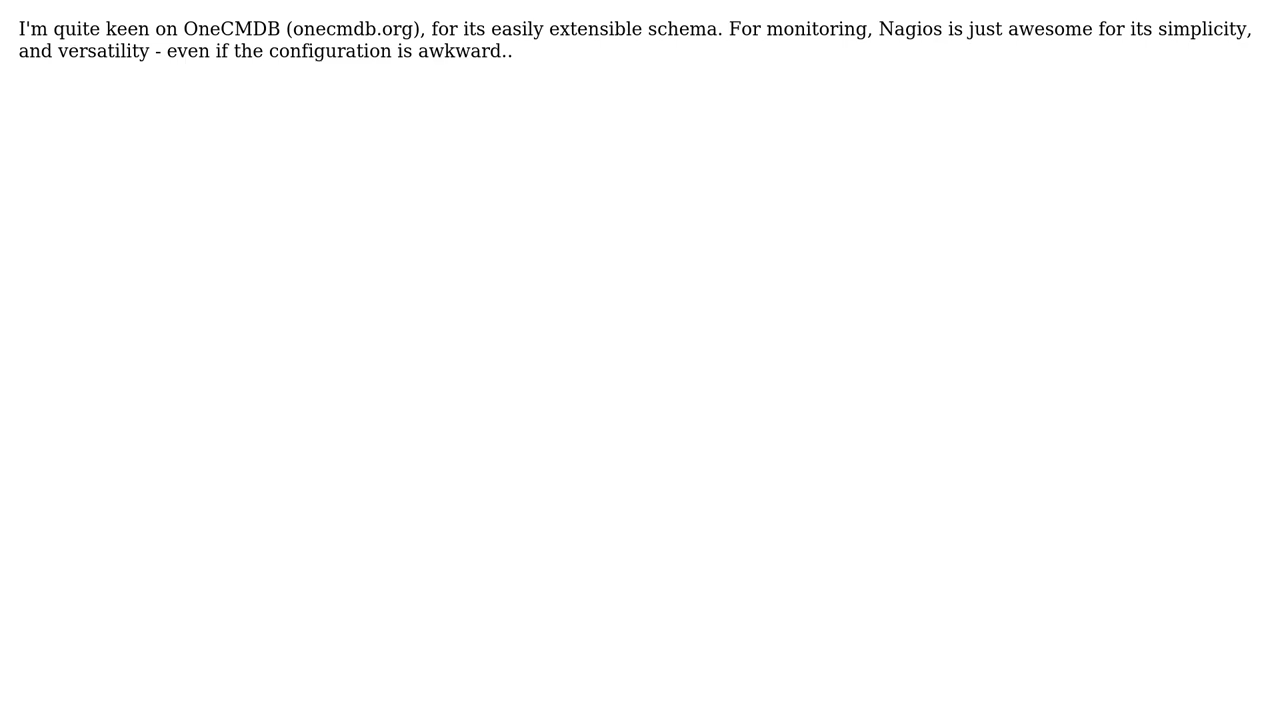 I'm quite keen on OneCMDB (onecmdb.org), for its easily extensible schema. For monitoring, Nagios is just awesome for its simplicity,
and versatility - even if the configuration is awkward..